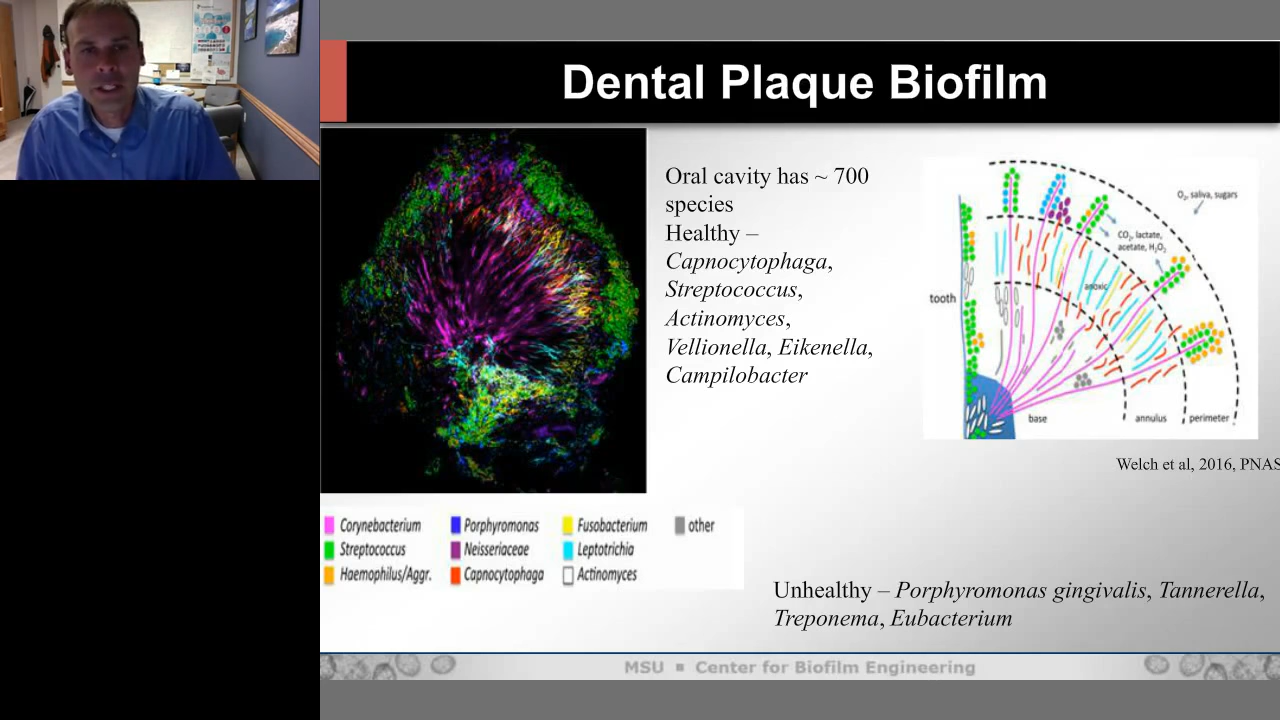 Dental Plaque Biofilm
Oral cavity has ~ 700
species
Healthy –
Capnocytophaga,
Streptococcus,
Actinomyces,
Vellionella, Eikenella,
Campilobacter
O2, saliva, sugars
CO2, lactate,
acetate, H2O2
anoxic
tooth
base
annulus
perimeter
Welch et al, 2016, PNAS
Corynebacterium
Porphyromonas
Fusobacterium
other
Streptococcus
Neisseriaceae
Leptotrichia
Haemophilus/Aggr.
Capnocytophaga
Actinomyces
Unhealthy – Porphyromonas gingivalis, Tannerella,
Treponema, Eubacterium
MSU ■ Center for Biofilm Engineering